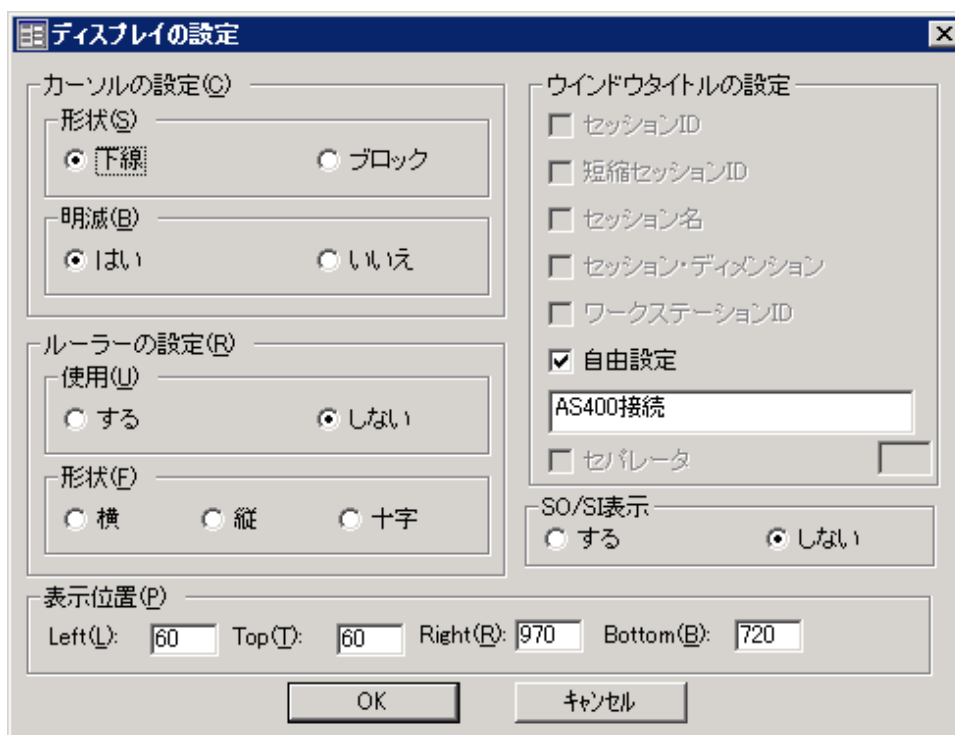 ディスプレイの設定
カーソルの設定(C)
形状(S)
下線 ブロック
明滅(B)
はい いいえ
ルーラーの設定(R)
使用(U)
する しない
形状(F)
横 縦 十字
ウインドウタイトルの設定
セッションID
短縮セッションID
セッション名
セッション・ディメンション
ワークステーションID
自由設定
AS400接続
セパレータ
SO/SI表示
する しない
表示位置(P)
Left(L): 60 Top(T): 60 Right(R): 970 Bottom(B): 720
OK キャンセル